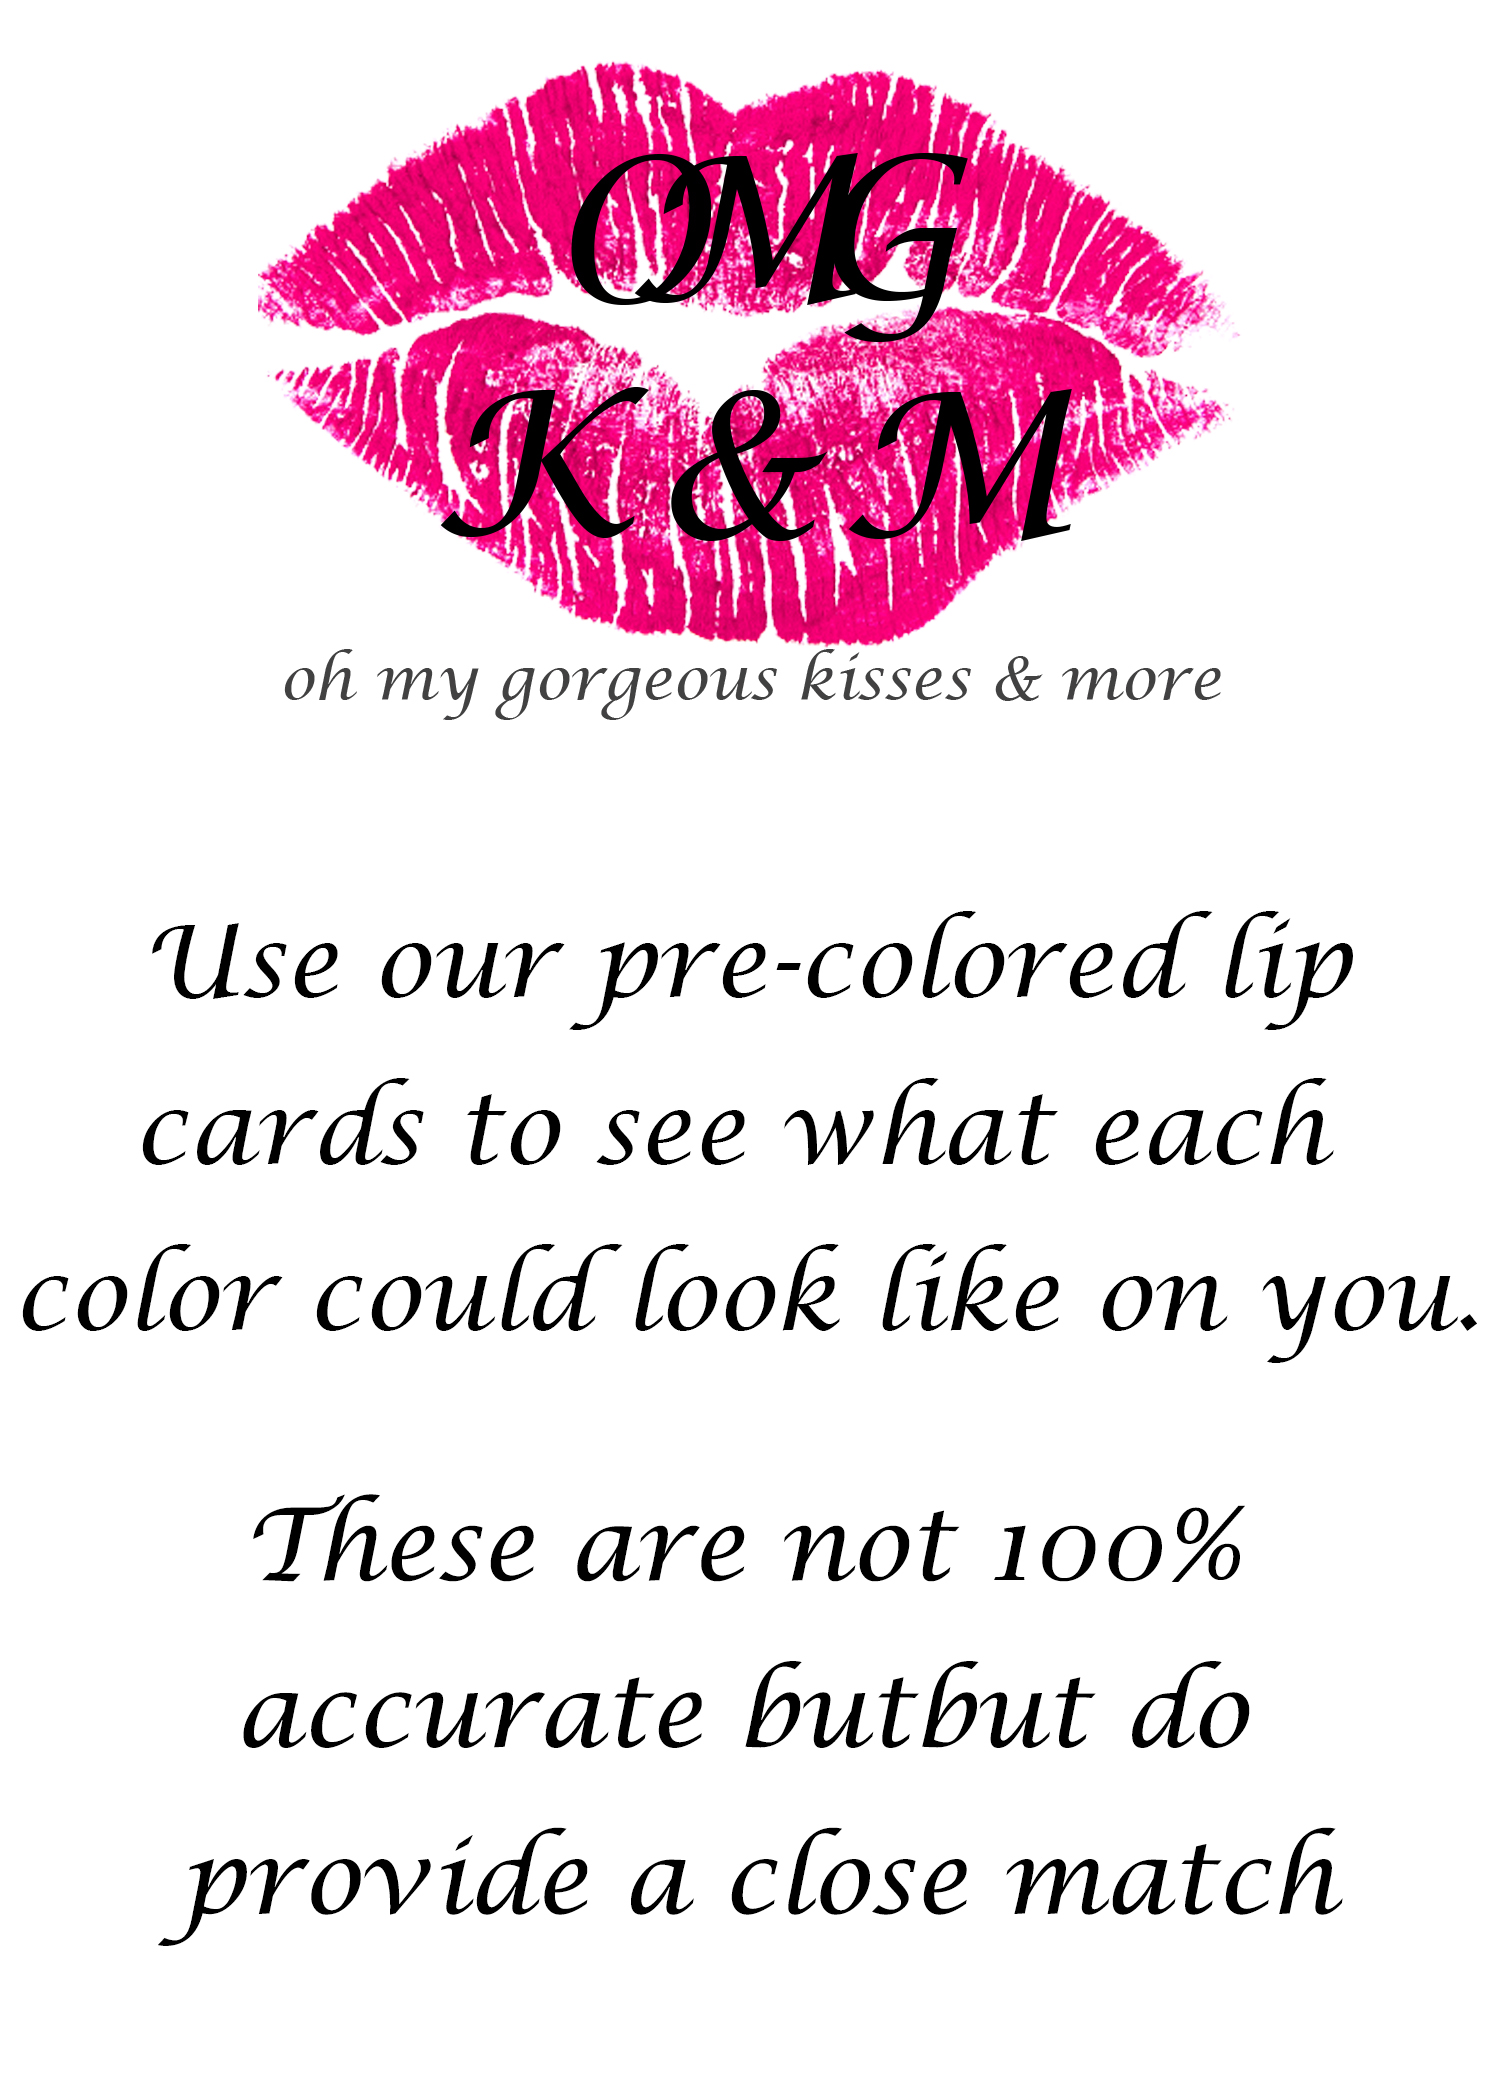 OMG
K & M
oh my gorgeous kisses & more
Use our pre-colored lip
cards to see what each
color could look like on you.
These are not 100%
accurate butbut do
provide a close match